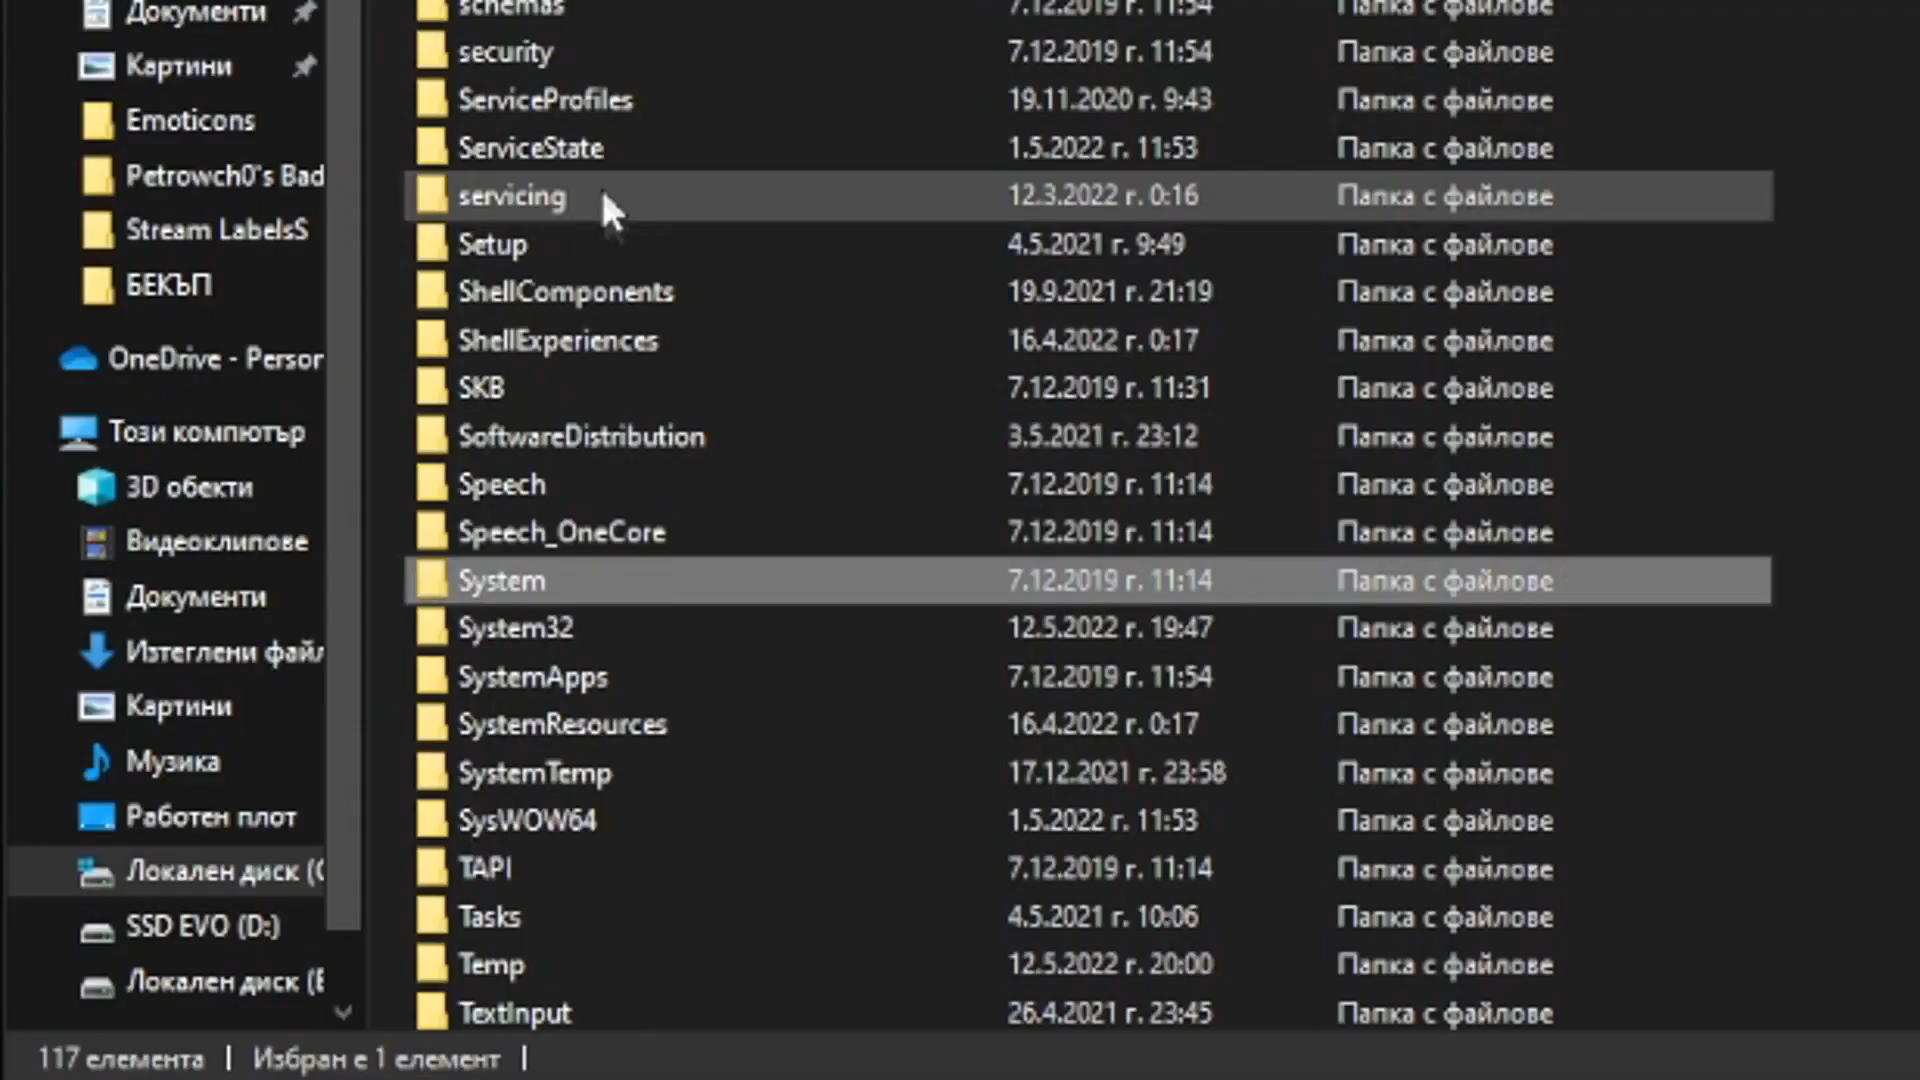 Документи
Картини
Emoticons
Petrowch0's Bad
Stream LabelsS
БЕКЪП
OneDrive - Person
Този компютър
3D обекти
Видеоклипове
Документи
Изтеглени файл
Картини
Музика
Работен плот
Локален диск (C
SSD EVO (D:)
Локален диск (E
schemas 7.12.2019 г. 11:54 Папка с файлове
security 7.12.2019 г. 11:54 Папка с файлове
ServiceProfiles 19.11.2020 г. 9:43 Папка с файлове
ServiceState 1.5.2022 г. 11:53 Папка с файлове
servicing 12.3.2022 г. 0:16 Папка с файлове
Setup 4.5.2021 г. 9:49 Папка с файлове
ShellComponents 19.9.2021 г. 21:19 Папка с файлове
ShellExperiences 16.4.2022 г. 0:17 Папка с файлове
SKB 7.12.2019 г. 11:31 Папка с файлове
SoftwareDistribution 3.5.2021 г. 23:12 Папка с файлове
Speech 7.12.2019 г. 11:14 Папка с файлове
Speech_OneCore 7.12.2019 г. 11:14 Папка с файлове
System 7.12.2019 г. 11:14 Папка с файлове
System32 12.5.2022 г. 19:47 Папка с файлове
SystemApps 7.12.2019 г. 11:54 Папка с файлове
SystemResources 16.4.2022 г. 0:17 Папка с файлове
SystemTemp 17.12.2021 г. 23:58 Папка с файлове
SysWOW64 1.5.2022 г. 11:53 Папка с файлове
TAPI 7.12.2019 г. 11:14 Папка с файлове
Tasks 4.5.2021 г. 10:06 Папка с файлове
Temp 12.5.2022 г. 20:00 Папка с файлове
TextInput 26.4.2021 г. 23:45 Папка с файлове
117 елемента | Избран е 1 елемент |